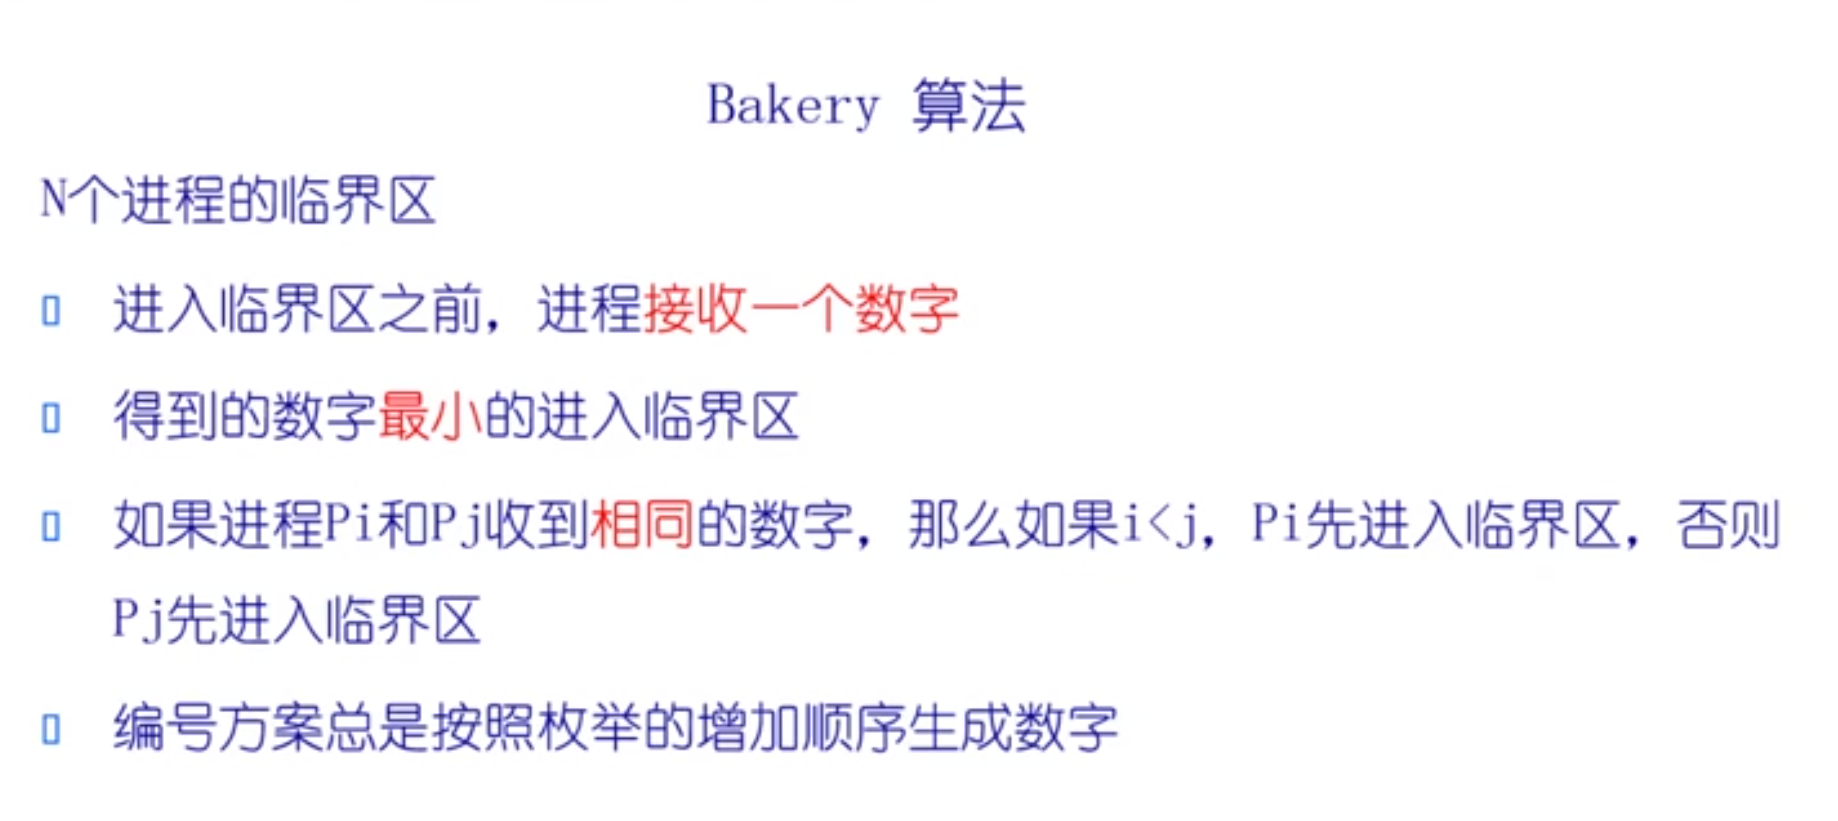 Bakery 算法
N个进程的临界区
▯ 进入临界区之前，进程接收一个数字
▯ 得到的数字最小的进入临界区
▯ 如果进程Pi和Pj收到相同的数字，那么如果i<j，Pi先进入临界区，否则
Pj先进入临界区
▯ 编号方案总是按照枚举的增加顺序生成数字